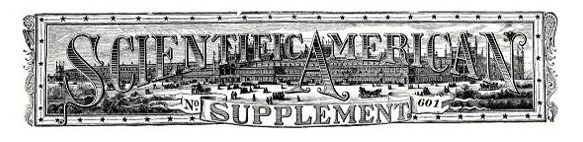 SCIENTIFIC AMERICAN
No SUPPLEMENT 601